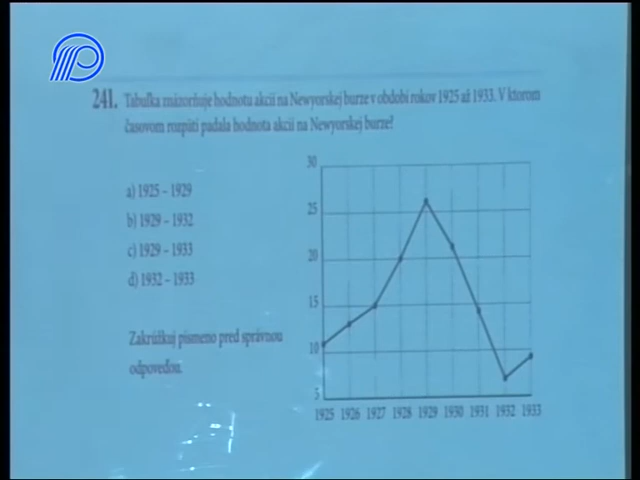 241. Tabuľka znázorňuje hodnotu akcií na Newyorskej burze v období rokov 1925 až 1933. V ktorom
časovom rozpätí padala hodnota akcií na Newyorskej burze?
a) 1925 – 1929
b) 1929 – 1932
c) 1929 – 1933
d) 1932 – 1933
Zakrúžkuj písmeno pred správnou
odpoveďou.
30
25
20
15
10
5
1925 1926 1927 1928 1929 1930 1931 1932 1933